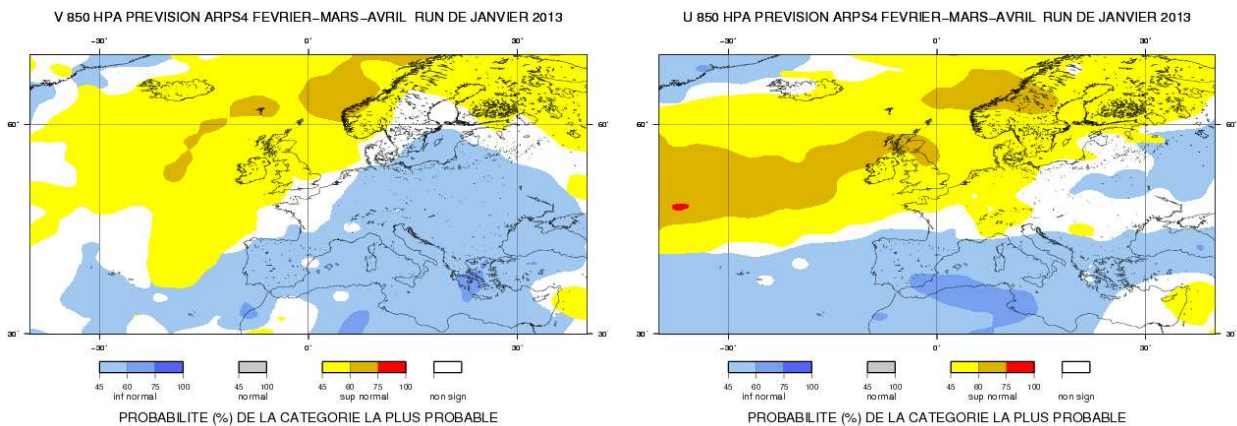 V 850 HPA PREVISION ARPS4 FEVRIER-MARS-AVRIL RUN DE JANVIER 2013
-30° 0° 30°
60° 60°
30° 30°
-30° 0° 30°
45 60 75 100 45 100 45 60 75 100
inf normal normal sup normal non sign
PROBABILITE (%) DE LA CATEGORIE LA PLUS PROBABLE
U 850 HPA PREVISION ARPS4 FEVRIER-MARS-AVRIL RUN DE JANVIER 2013
-30° 0° 30°
60° 60°
30° 30°
-30° 0° 30°
45 60 75 100 45 100 45 60 75 100
inf normal normal sup normal non sign
PROBABILITE (%) DE LA CATEGORIE LA PLUS PROBABLE